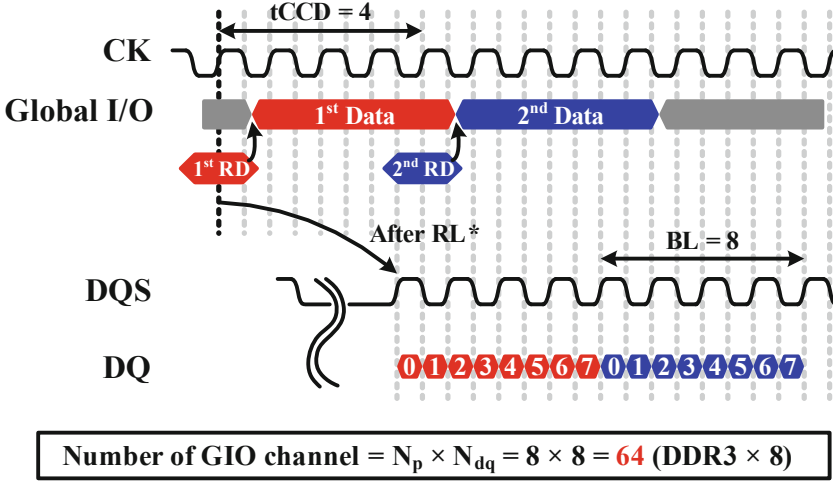 tCCD = 4
CK
Global I/O
1st Data
2nd Data
1st RD
2nd RD
After RL*
BL = 8
DQS
DQ
0 1 2 3 4 5 6 7 0 1 2 3 4 5 6 7
Number of GIO channel = Np × Ndq = 8 × 8 = 64 (DDR3 × 8)